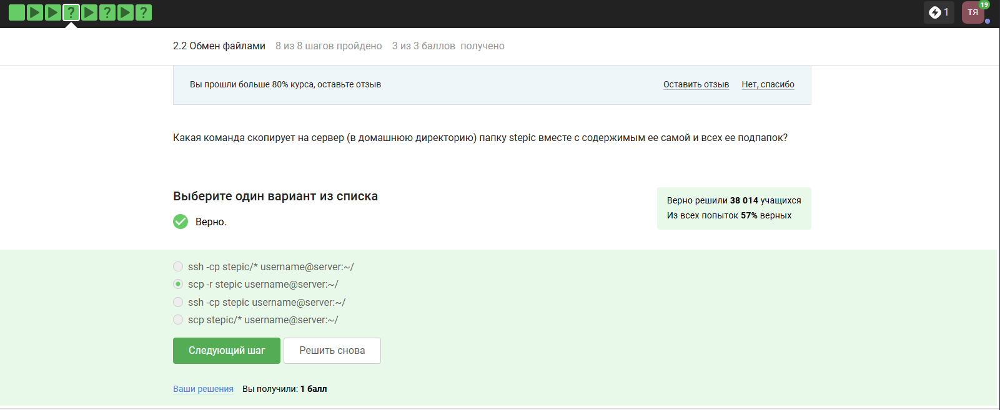 ? ? ?
1
ТЯ
19
2.2 Обмен файлами 8 из 8 шагов пройдено 3 из 3 баллов получено
Вы прошли больше 80% курса, оставьте отзыв Оставить отзыв Нет, спасибо
Какая команда скопирует на сервер (в домашнюю директорию) папку stepic вместе с содержимым ее самой и всех ее подпапок?
Выберите один вариант из списка
Верно.
Верно решили 38 014 учащихся
Из всех попыток 57% верных
ssh -cp stepic/* username@server:~/
scp -r stepic username@server:~/
ssh -cp stepic username@server:~/
scp stepic/* username@server:~/
Следующий шаг Решить снова
Ваши решения Вы получили: 1 балл